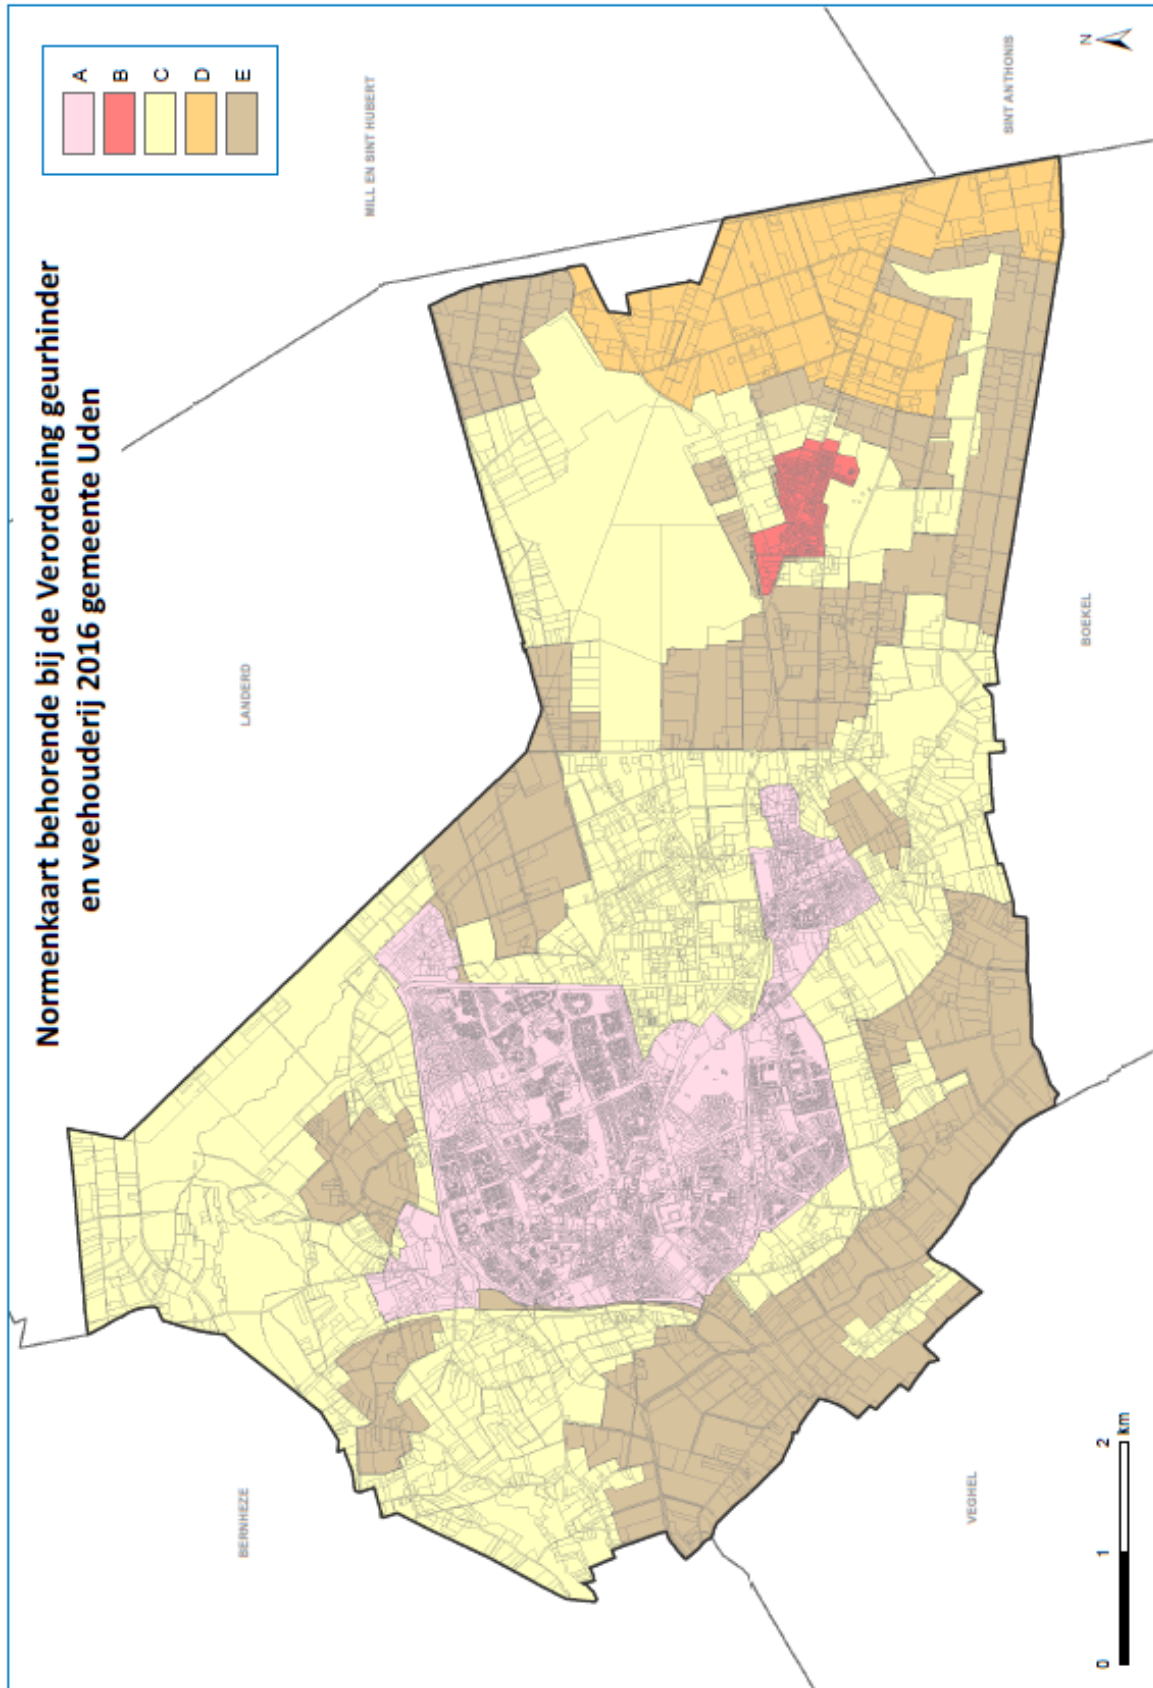 Normenkaart behorende bij de Verordening geurhinder
en veehouderij 2016 gemeente Uden
A
B
C
D
E
MILL EN SINT HUBERT
LANDERD
BERNHEZE
SINT ANTHONIS
N
BOEKEL
VEGHEL
0 1 2
km